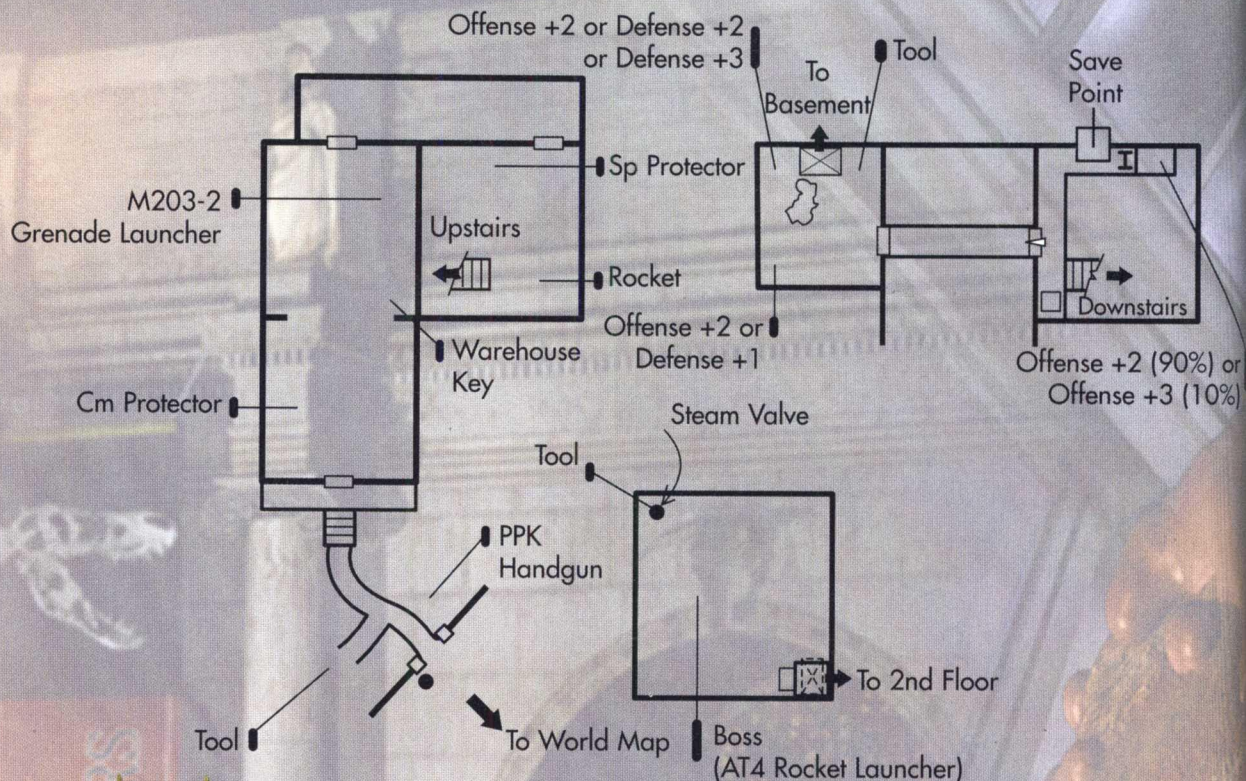 Offense +2 or Defense +2
or Defense +3
Tool
To
Basement
Save
Point
Sp Protector
M203-2
Grenade Launcher
Upstairs
Rocket
Downstairs
Offense +2 or
Defense +1
Warehouse
Key
Offense +2 (90%) or
Offense +3 (10%)
Cm Protector
Steam Valve
Tool
PPK
Handgun
To 2nd Floor
Tool
To World Map
Boss
(AT4 Rocket Launcher)